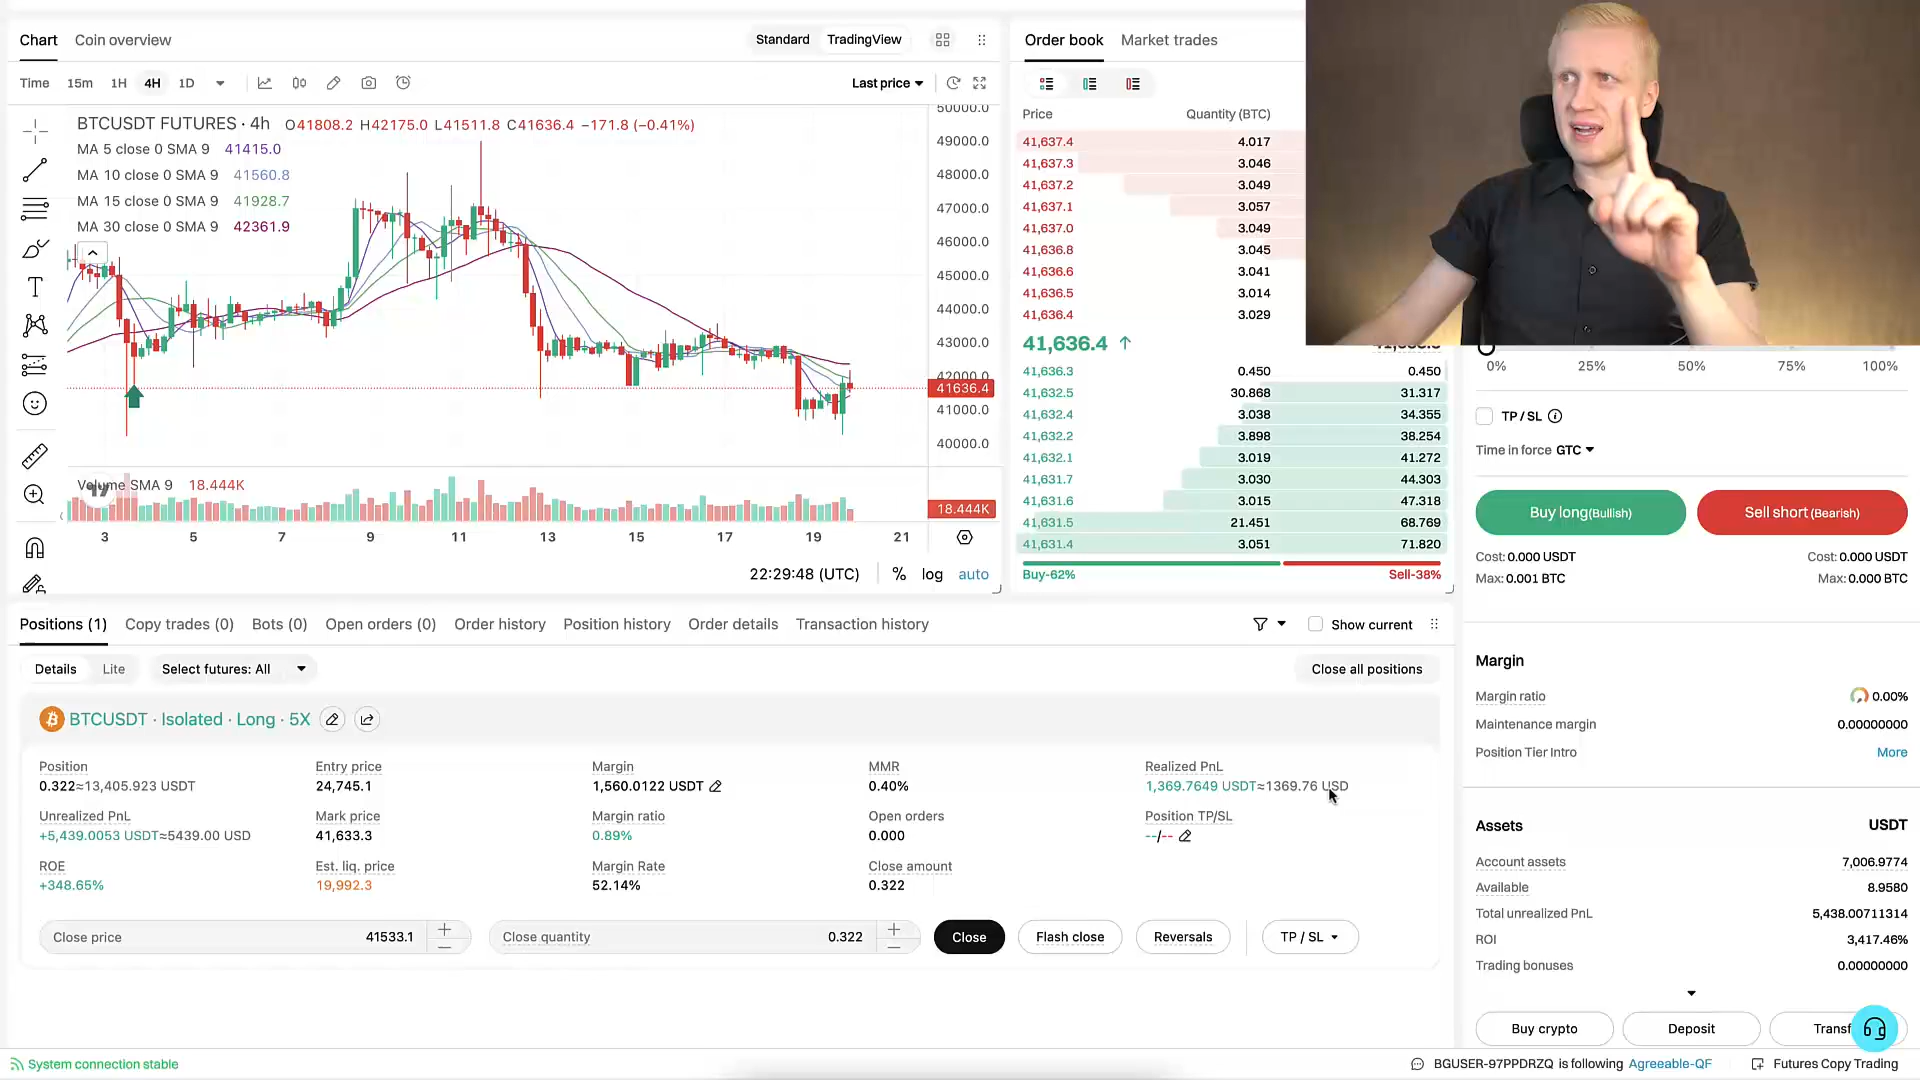 Chart Coin overview Standard TradingView
Time 15m 1H 4H 1D Last price
BTCUSDT FUTURES · 4h O41808.2 H42175.0 L41511.8 C41636.4 −171.8 (−0.41%)
MA 5 close 0 SMA 9 41415.0
MA 10 close 0 SMA 9 41560.8
MA 15 close 0 SMA 9 41928.7
MA 30 close 0 SMA 9 42361.9
50000.0
49000.0
48000.0
47000.0
46000.0
45000.0
44000.0
43000.0
42000.0
41636.4
41000.0
40000.0
Volume SMA 9 18.444K
18.444K
3 5 7 9 11 13 15 17 19 21
22:29:48 (UTC) % log auto
Order book Market trades
Price Quantity (BTC)
41,637.4 4.017
41,637.3 3.046
41,637.2 3.049
41,637.1 3.057
41,637.0 3.049
41,636.8 3.045
41,636.6 3.041
41,636.5 3.014
41,636.4 3.029
41,636.4 ↑
41,636.3 0.450 0.450
41,632.5 30.868 31.317
41,632.4 3.038 34.355
41,632.2 3.898 38.254
41,632.1 3.019 41.272
41,631.7 3.030 44.303
41,631.6 3.015 47.318
41,631.5 21.451 68.769
41,631.4 3.051 71.820
Buy-62% Sell-38%
0% 25% 50% 75% 100%
TP / SL
Time in force GTC
Buy long(Bullish) Sell short (Bearish)
Cost: 0.000 USDT Cost: 0.000 USDT
Max: 0.001 BTC Max: 0.000 BTC
Margin
Margin ratio 0.00%
Maintenance margin 0.00000000
Position Tier Intro More
Assets USDT
Account assets 7,006.9774
Available 8.9580
Total unrealized PnL 5,438.00711314
ROI 3,417.46%
Trading bonuses 0.00000000
Buy crypto Deposit
Positions (1) Copy trades (0) Bots (0) Open orders (0) Order history Position history Order details Transaction history Show current
Details Lite Select futures: All Close all positions
BTCUSDT · Isolated · Long · 5X
Position Entry price Margin MMR Realized PnL
0.322≈13,405.923 USDT 24,745.1 1,560.0122 USDT 0.40% 1,369.7649 USDT≈1369.76 USD
Unrealized PnL Mark price Margin ratio Open orders Position TP/SL
+5,439.0053 USDT≈5439.00 USD 41,633.3 0.89% 0.000 --/--
ROE Est. liq. price Margin Rate Close amount
+348.65% 19,992.3 52.14% 0.322
Close price 41533.1 Close quantity 0.322 Close Flash close Reversals TP / SL
System connection stable BGUSER-97PPDRZQ is following Agreeable-QF Futures Copy Trading